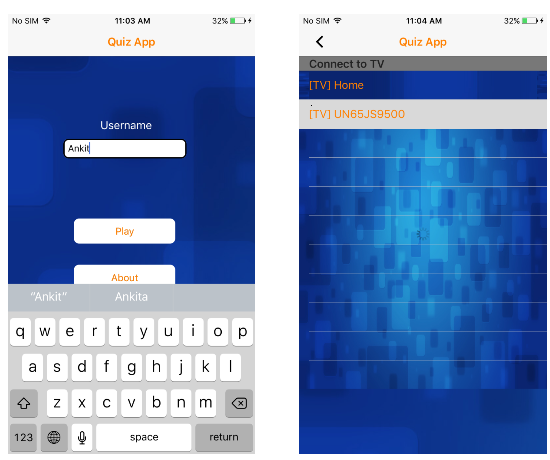 No SIM 11:03 AM 32%
Quiz App
Username
Ankit
Play
About
“Ankit” Ankita
q w e r t y u i o p
a s d f g h j k l
z x c v b n m
123 space return
No SIM 11:04 AM 32%
Quiz App
Connect to TV
[TV] Home
[TV] UN65JS9500